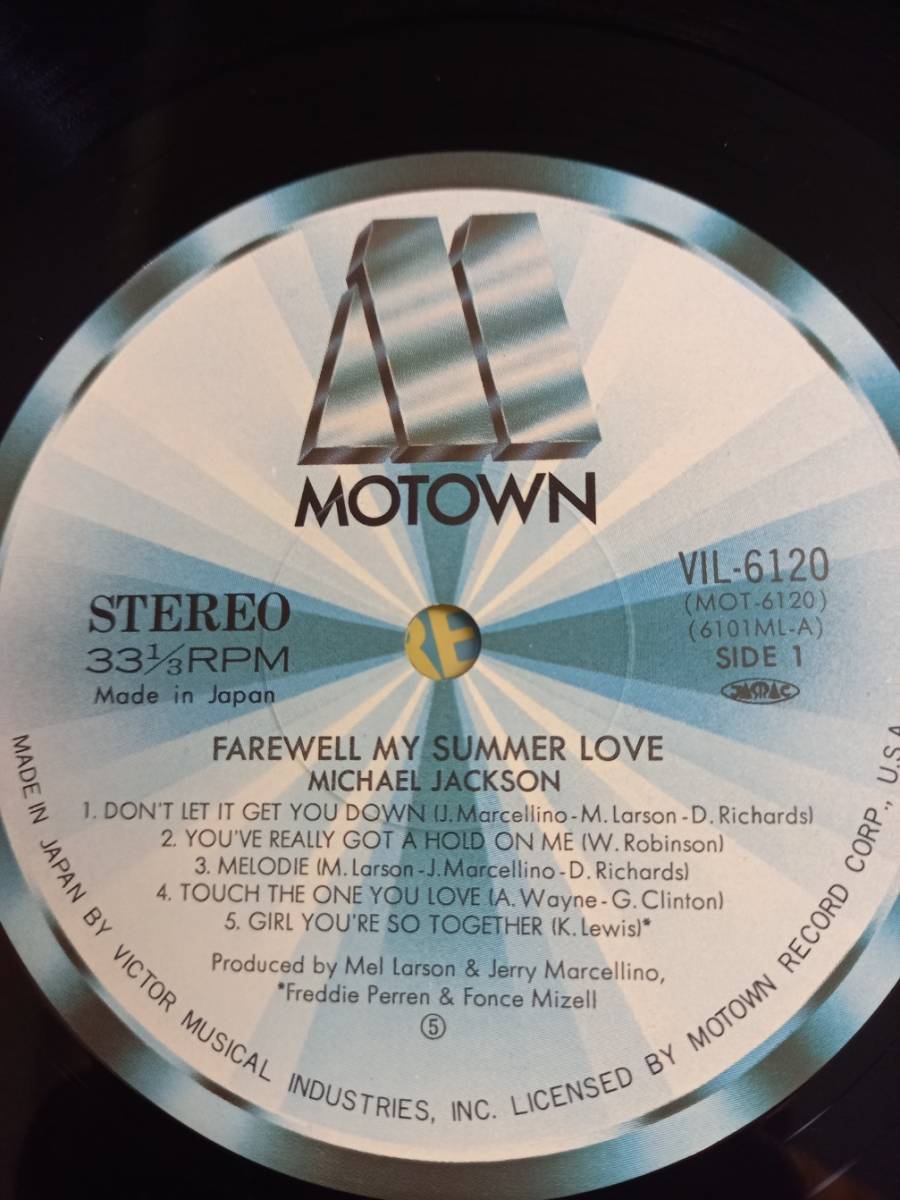 MOTOWN
STEREO
33⅓RPM
Made in Japan
VIL-6120
(MOT-6120)
(6101ML-A)
SIDE 1
JASRAC
RE
FAREWELL MY SUMMER LOVE
MICHAEL JACKSON
1. DON'T LET IT GET YOU DOWN (J. Marcellino-M. Larson-D. Richards)
2. YOU'VE REALLY GOT A HOLD ON ME (W. Robinson)
3. MELODIE (M. Larson-J. Marcellino-D. Richards)
4. TOUCH THE ONE YOU LOVE (A. Wayne-G. Clinton)
5. GIRL YOU'RE SO TOGETHER (K. Lewis)*
Produced by Mel Larson & Jerry Marcellino,
*Freddie Perren & Fonce Mizell
⑤
MADE IN JAPAN BY VICTOR MUSICAL INDUSTRIES, INC. LICENSED BY MOTOWN RECORD CORP., U.S.A.